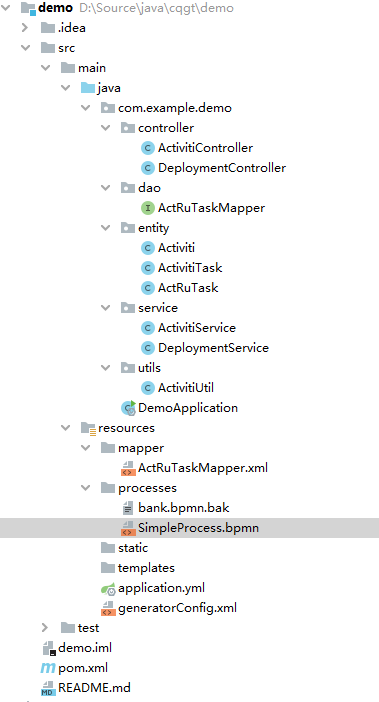 demo D:\Source\java\cqgt\demo
.idea
src
main
java
com.example.demo
controller
ActivitiController
DeploymentController
dao
ActRuTaskMapper
entity
Activiti
ActivitiTask
ActRuTask
service
ActivitiService
DeploymentService
utils
ActivitiUtil
DemoApplication
resources
mapper
ActRuTaskMapper.xml
processes
bank.bpmn.bak
SimpleProcess.bpmn
static
templates
application.yml
generatorConfig.xml
test
demo.iml
pom.xml
README.md